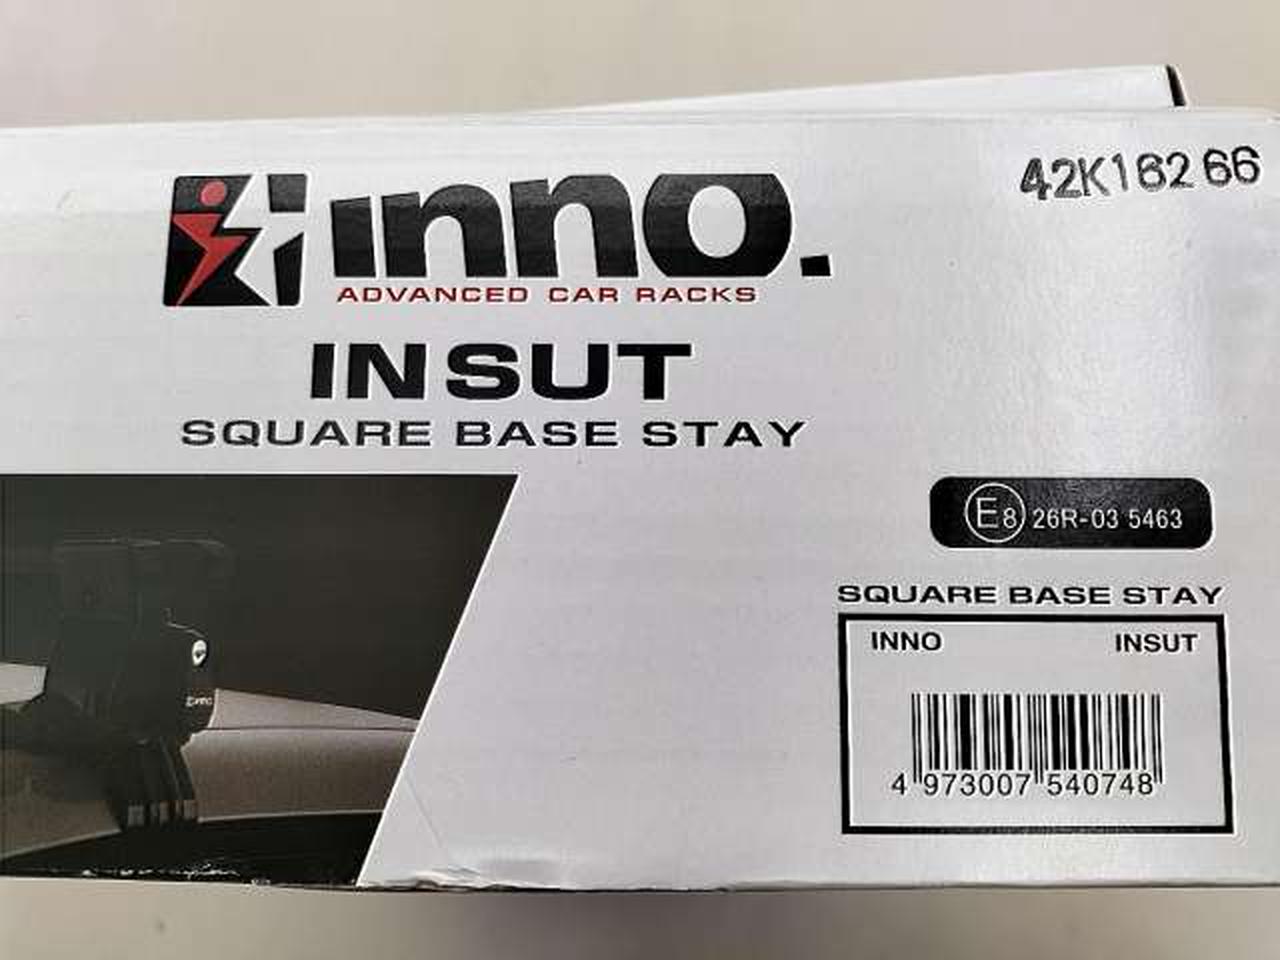 42K162 66
inno.
ADVANCED CAR RACKS
INSUT
SQUARE BASE STAY
E8 26R-03 5463
SQUARE BASE STAY
INNO INSUT
4 973007 540748